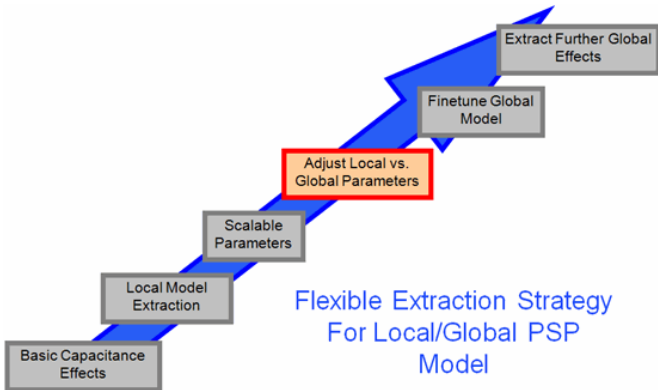 Extract Further Global
Effects
Finetune Global
Model
Adjust Local vs.
Global Parameters
Scalable
Parameters
Local Model
Extraction
Basic Capacitance
Effects
Flexible Extraction Strategy
For Local/Global PSP
Model